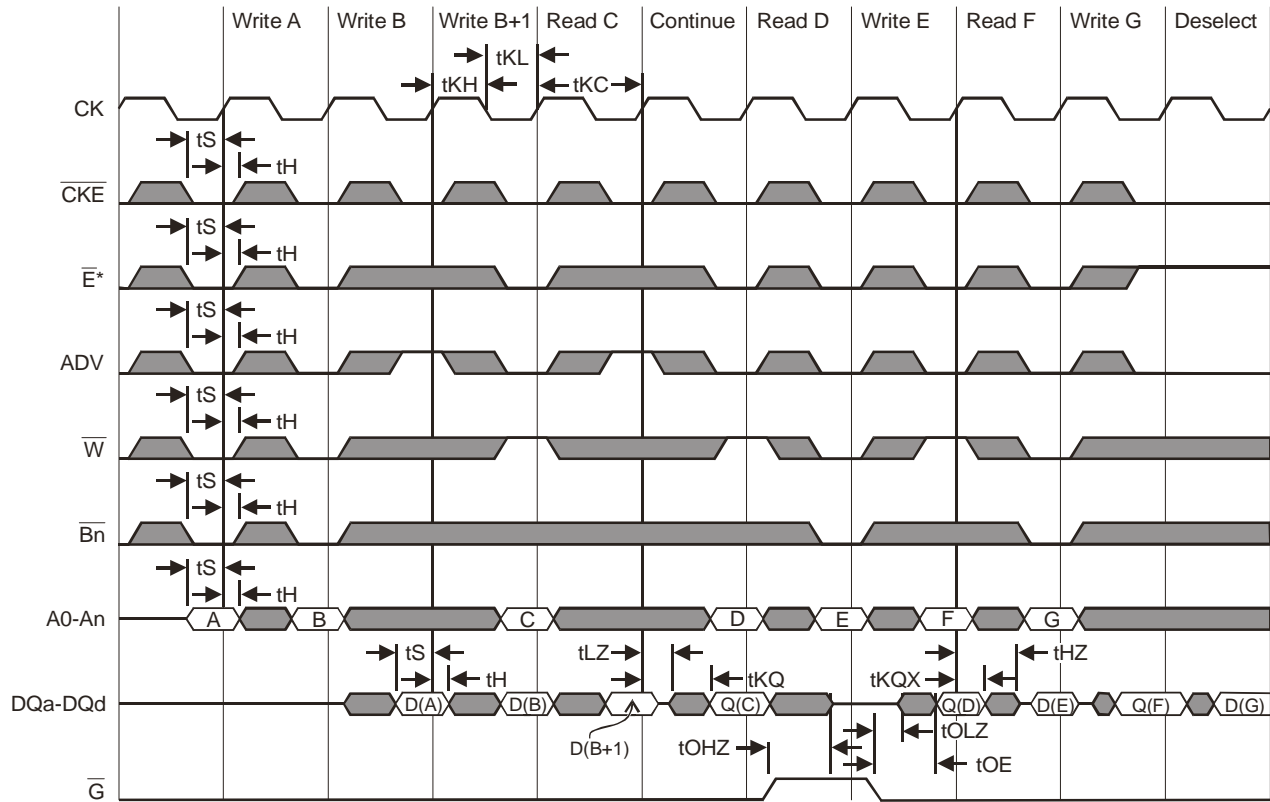 Write A Write B Write B+1 Read C Continue Read D Write E Read F Write G Deselect
tKL
tKH tKC
CK
tS
tH
CKE
tS
tH
E*
tS
tH
ADV
tS
tH
W
tS
tH
Bn
tS
tH
A0-An A B C D E F G
tS tLZ tHZ
tH tKQ tKQX
DQa-DQd D(A) D(B) Q(C) Q(D) D(E) Q(F) D(G)
D(B+1) tOHZ tOLZ
tOE
G